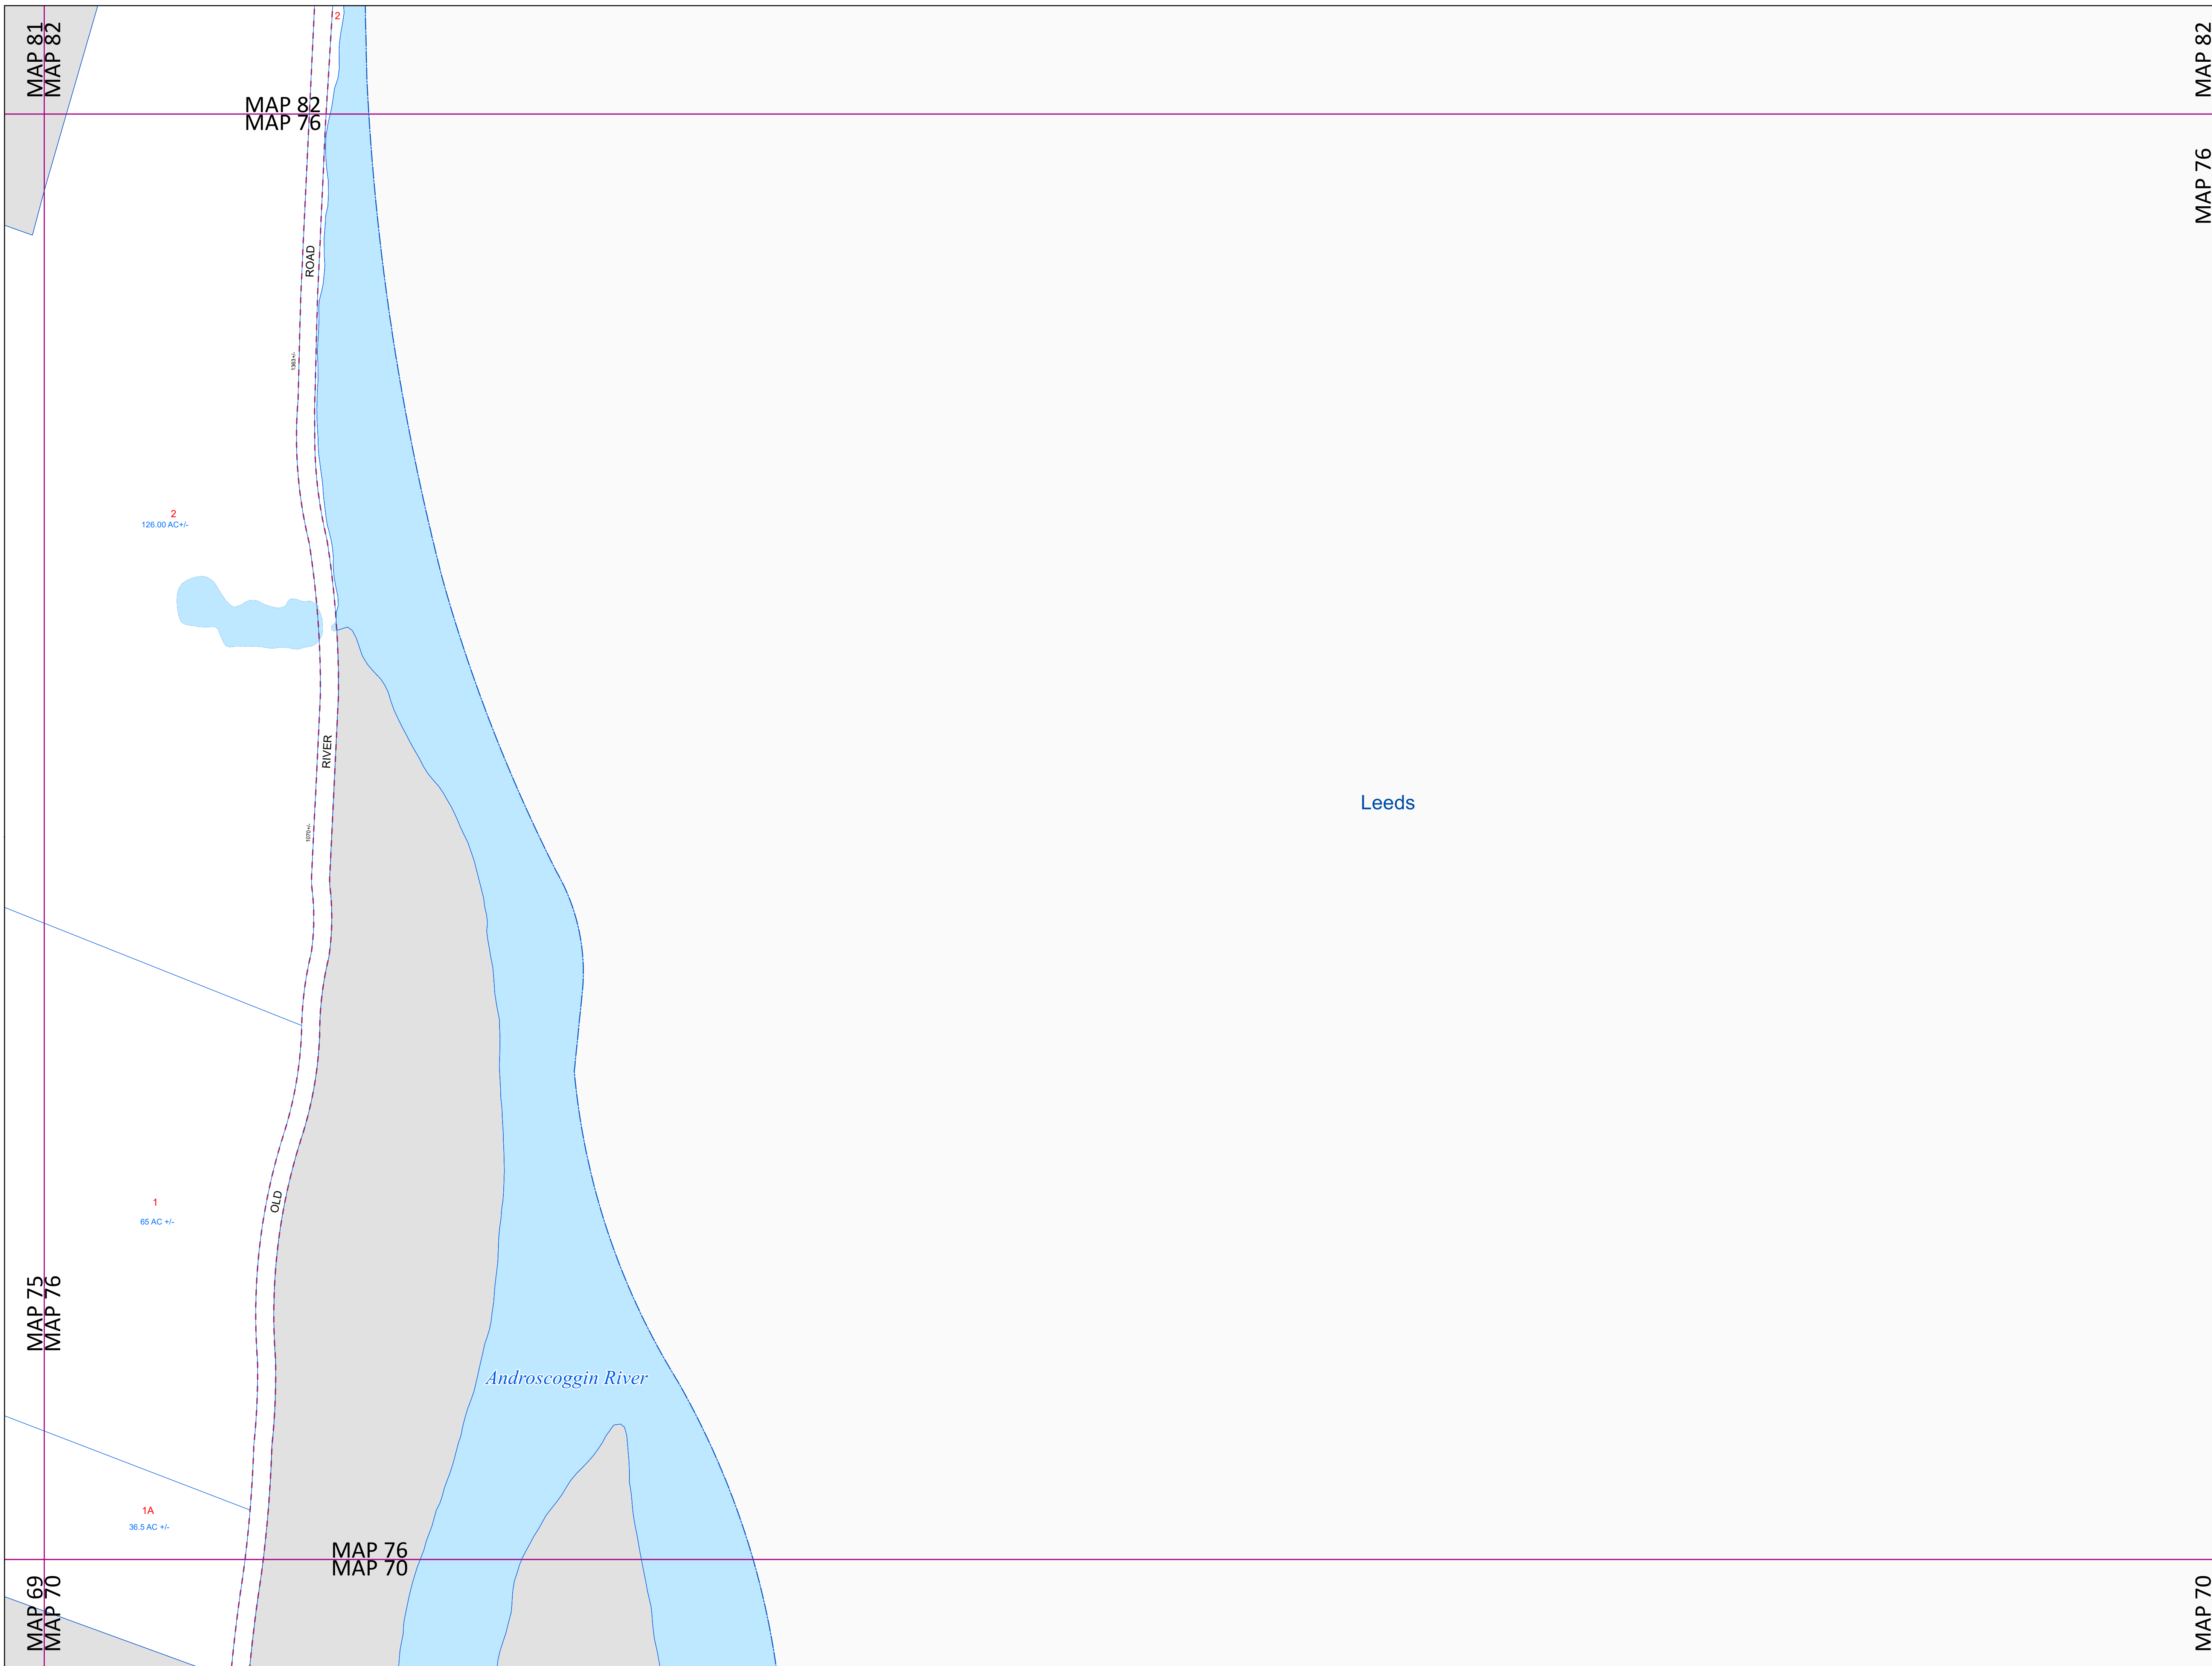 2
MAP 81
MAP 82
MAP 82
MAP 82
MAP 76
MAP 76
ROAD
1363+/-
2
126.00 AC+/-
RIVER
Leeds
1070+/-
1
65 AC +/-
OLD
MAP 75
MAP 76
Androscoggin River
1A
36.5 AC +/-
MAP 76
MAP 70
MAP 69
MAP 70
MAP 70